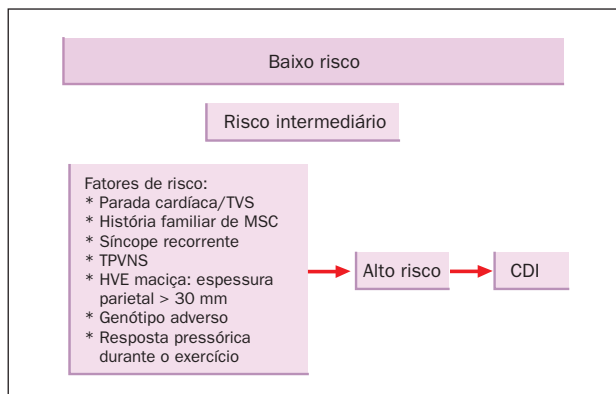 Baixo risco
Risco intermediário
Fatores de risco:
* Parada cardíaca/TVS
* História familiar de MSC
* Síncope recorrente
* TPVNS
* HVE maciça: espessura
parietal > 30 mm
* Genótipo adverso
* Resposta pressórica
durante o exercício
Alto risco
CDI